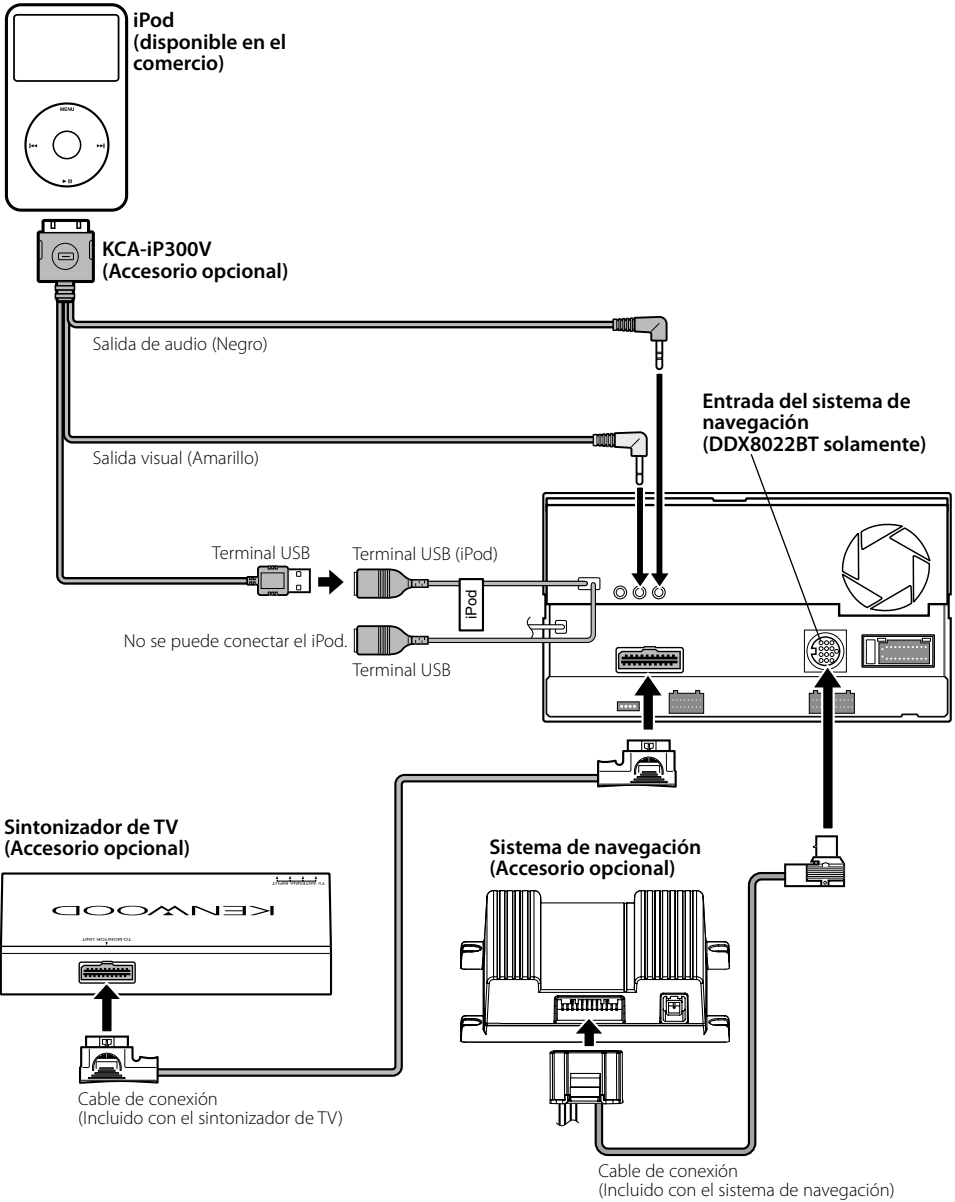 iPod
(disponible en el
comercio)
MENU
KCA-iP300V
(Accesorio opcional)
Salida de audio (Negro)
Entrada del sistema de
navegación
(DDX8022BT solamente)
Salida visual (Amarillo)
Terminal USB
Terminal USB (iPod)
iPod
No se puede conectar el iPod.
Terminal USB
Sintonizador de TV
(Accesorio opcional)
Sistema de navegación
(Accesorio opcional)
TV ANTENNA INPUT
KENWOOD
TO MONITOR UNIT
Cable de conexión
(Incluido con el sintonizador de TV)
Cable de conexión
(Incluido con el sistema de navegación)